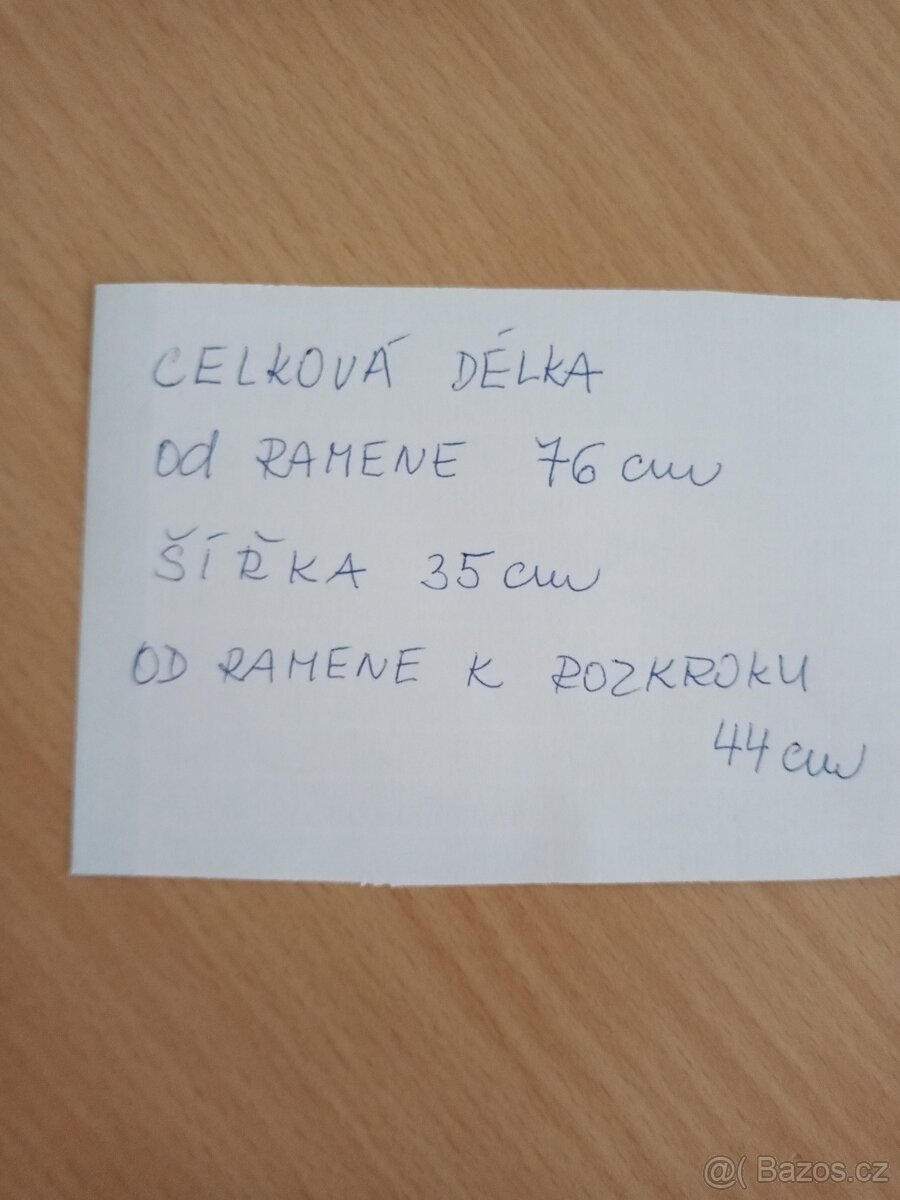 CELKOVÁ DÉLKA
Od RAMENE 76 cm
ŠÍŘKA 35 cm
OD RAMENE K ROZKROKU
44 cm
@( Bazos.cz